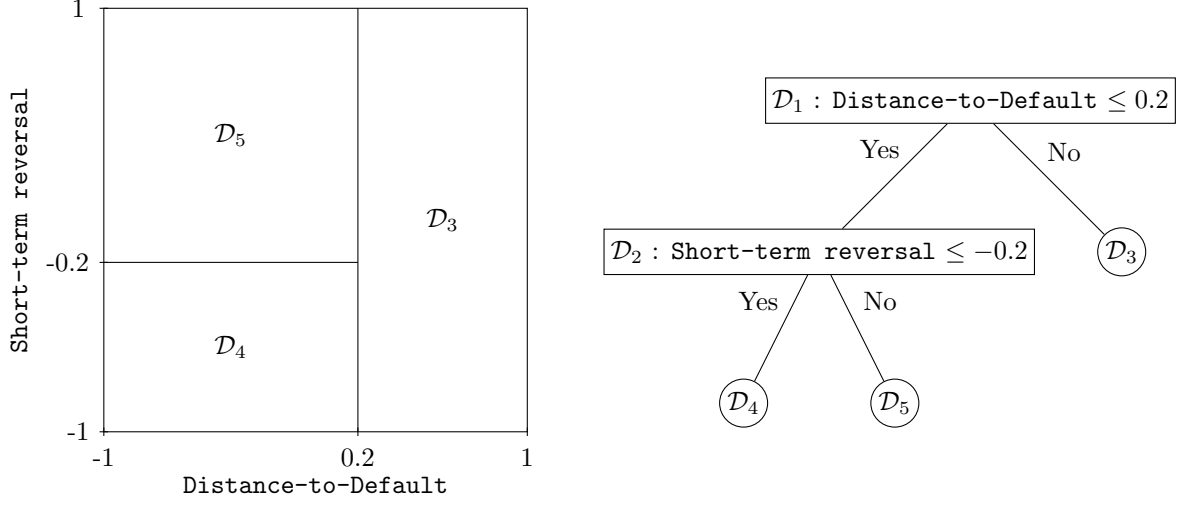 1
Short-term reversal
-0.2
-1
𝒟₅
𝒟₃
𝒟₄
-1
0.2
1
Distance-to-Default
𝒟₁ : Distance-to-Default ≤ 0.2
Yes
No
𝒟₂ : Short-term reversal ≤ −0.2
𝒟₃
Yes
No
𝒟₄
𝒟₅